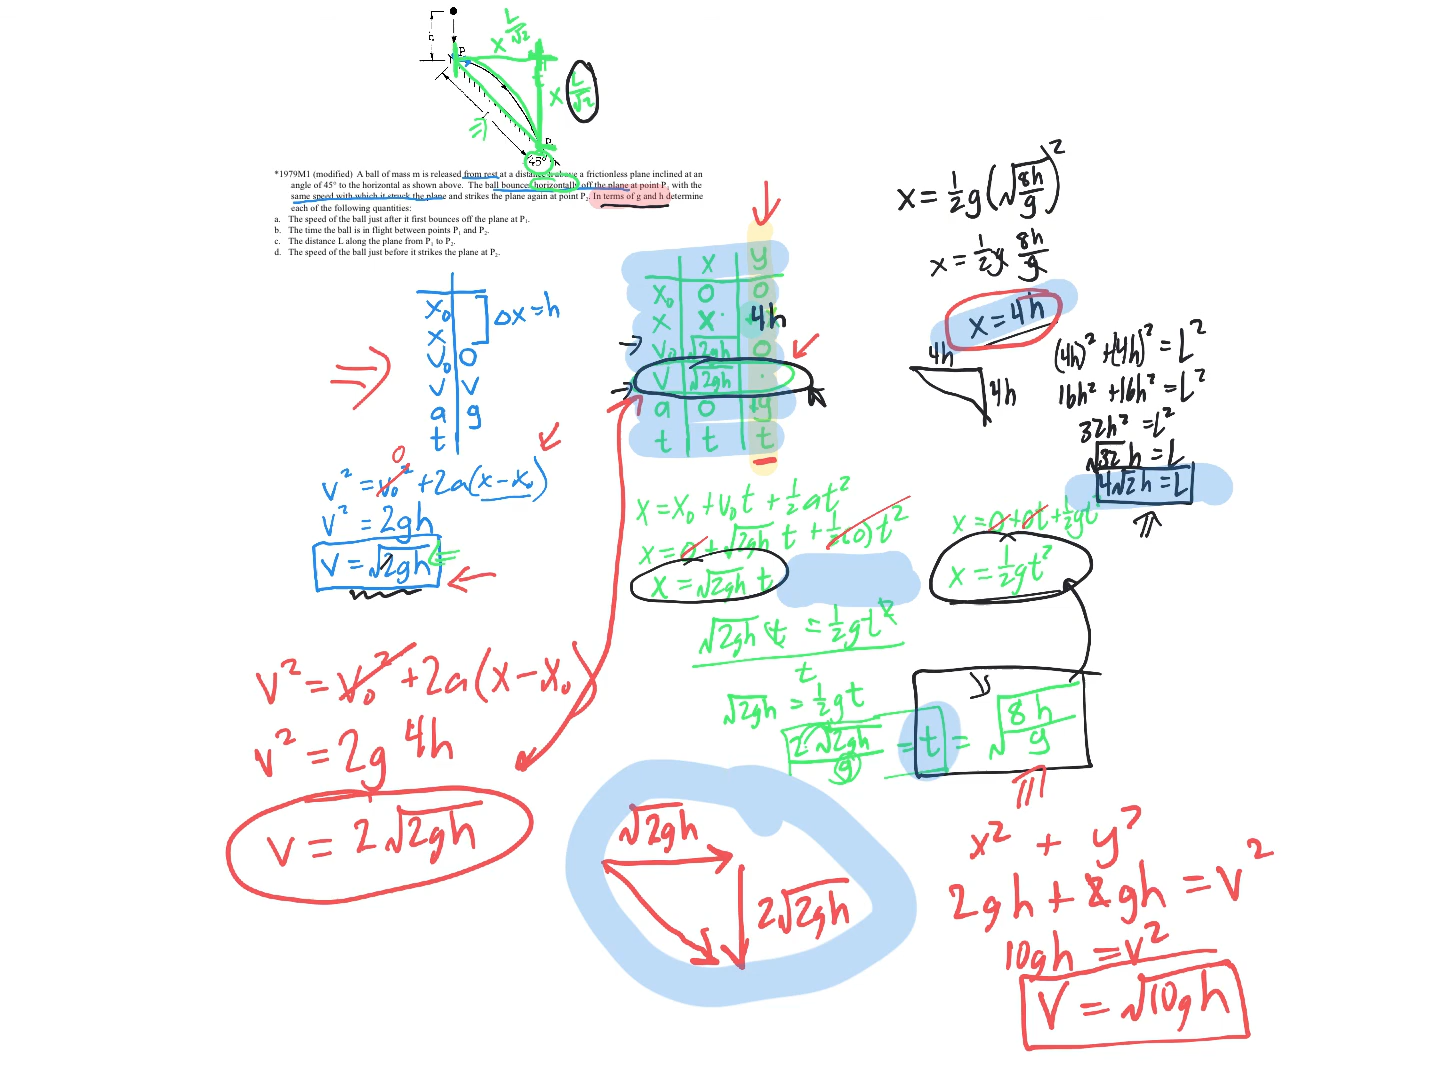 h
P₁
x L/√2
x L/√2
L
P₂
45°
*1979M1 (modified) A ball of mass m is released from rest at a distance h above a frictionless plane inclined at an
angle of 45° to the horizontal as shown above. The ball bounces horizontally off the plane at point P₁ with the
same speed with which it struck the plane and strikes the plane again at point P₂. In terms of g and h determine
each of the following quantities:
a. The speed of the ball just after it first bounces off the plane at P₁.
b. The time the ball is in flight between points P₁ and P₂.
c. The distance L along the plane from P₁ to P₂.
d. The speed of the ball just before it strikes the plane at P₂.
x₀
x
Δx = h
v₀ 0
v v
a g
t
0
v² = v₀² + 2a(x - x₀)
v² = 2gh
v = √2gh
x y
x₀ 0 0
x x 4h
v₀ √2gh 0
v √2gh
a 0 +g
t t t
x = x₀ + v₀t + ½at²
x = 0 + √2gh t + ½(0)t²
x = √2gh t
x = 0 + 0t + ½gt²
x = ½gt²
√2gh t = ½gt²
t
√2gh = ½gt
2√2gh/g = t = √8h/g
x = ½g(√8h/g)²
x = ½g 8h/g
x = 4h
4h
4h
(4h)² + (4h)² = L²
16h² + 16h² = L²
32h² = L²
√32 h = L
4√2 h = L
v² = v₀² + 2a(x - x₀)
v² = 2g 4h
v = 2√2gh
√2gh
2√2gh
x² + y²
2gh + 8gh = v²
10gh = v²
v = √10gh